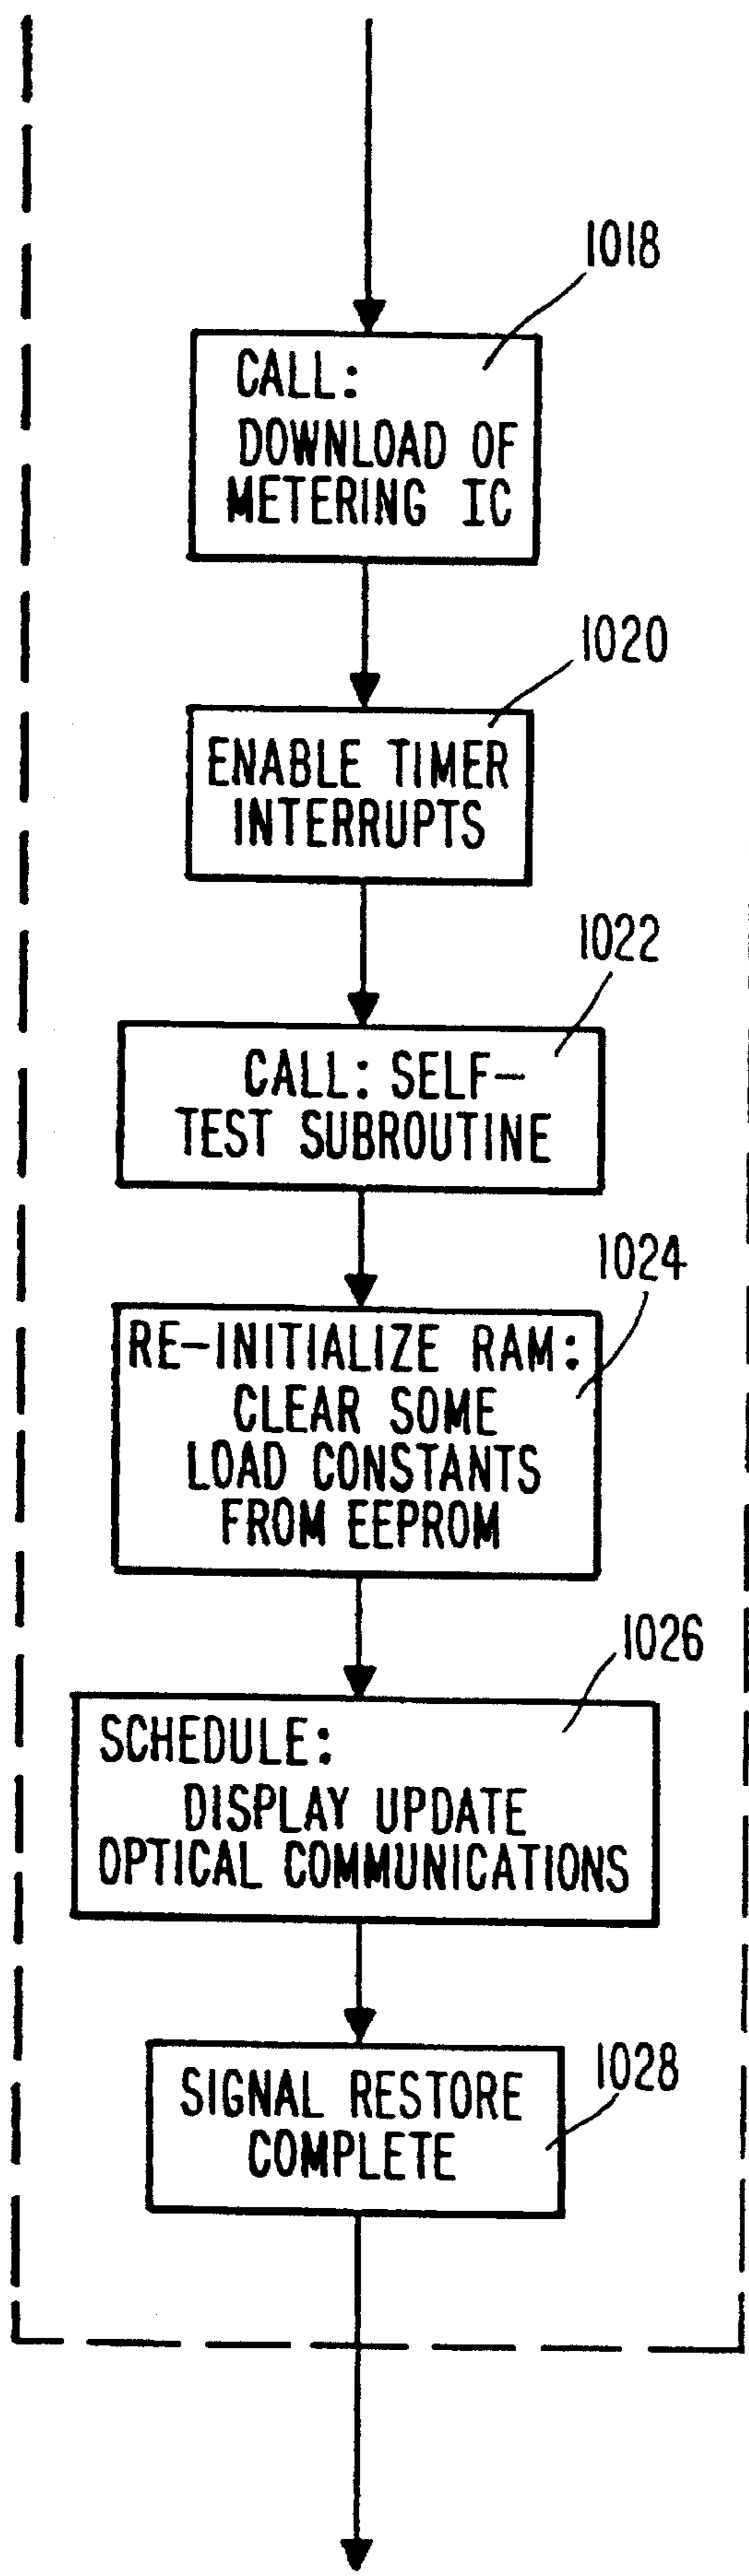 1018
CALL:
DOWNLOAD OF
METERING IC
1020
ENABLE TIMER
INTERRUPTS
1022
CALL: SELF-
TEST SUBROUTINE
1024
RE-INITIALIZE RAM:
CLEAR SOME
LOAD CONSTANTS
FROM EEPROM
1026
SCHEDULE:
DISPLAY UPDATE
OPTICAL COMMUNICATIONS
1028
SIGNAL RESTORE
COMPLETE